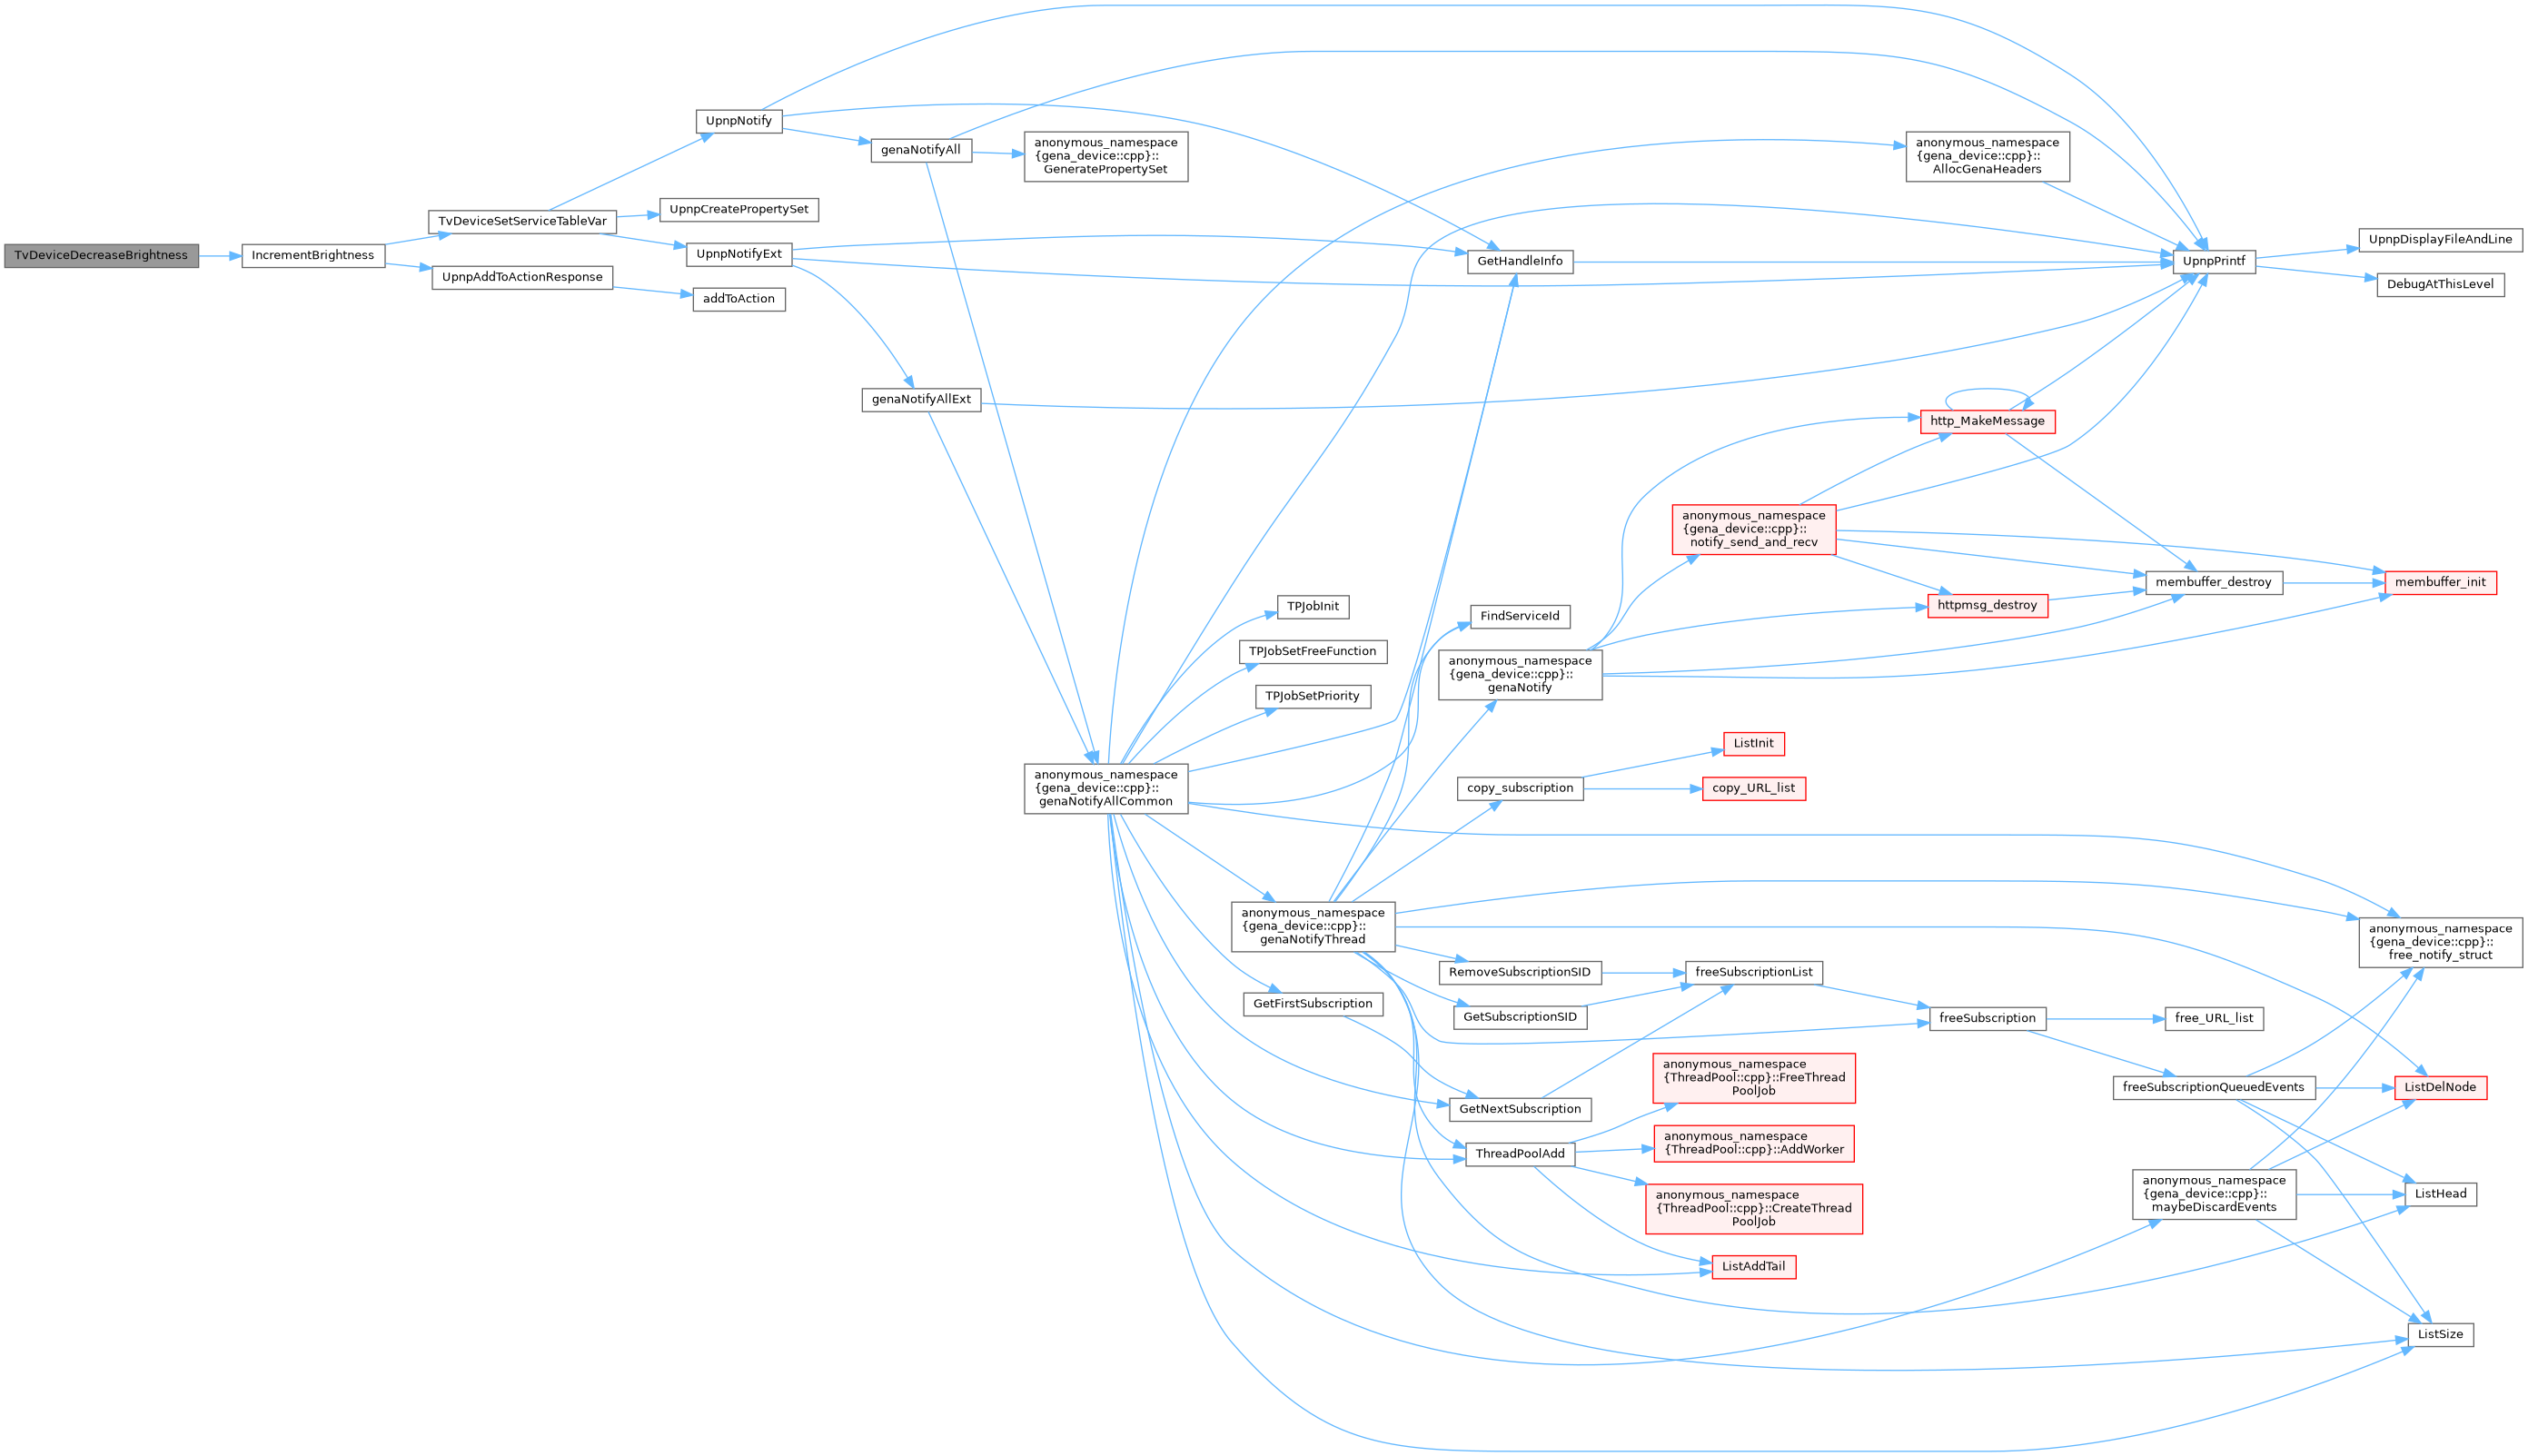 TvDeviceDecreaseBrightness
IncrementBrightness
TvDeviceSetServiceTableVar
UpnpAddToActionResponse
UpnpNotify
UpnpCreatePropertySet
UpnpNotifyExt
addToAction
genaNotifyAll
genaNotifyAllExt
anonymous_namespace
{gena_device::cpp}::
GeneratePropertySet
anonymous_namespace
{gena_device::cpp}::
genaNotifyAllCommon
TPJobInit
TPJobSetFreeFunction
TPJobSetPriority
anonymous_namespace
{gena_device::cpp}::
genaNotifyThread
GetFirstSubscription
GetHandleInfo
FindServiceId
anonymous_namespace
{gena_device::cpp}::
genaNotify
copy_subscription
RemoveSubscriptionSID
GetSubscriptionSID
GetNextSubscription
ThreadPoolAdd
anonymous_namespace
{gena_device::cpp}::
notify_send_and_recv
ListInit
copy_URL_list
freeSubscriptionList
anonymous_namespace
{ThreadPool::cpp}::FreeThread
PoolJob
anonymous_namespace
{ThreadPool::cpp}::AddWorker
anonymous_namespace
{ThreadPool::cpp}::CreateThread
PoolJob
ListAddTail
anonymous_namespace
{gena_device::cpp}::
AllocGenaHeaders
http_MakeMessage
httpmsg_destroy
freeSubscription
UpnpPrintf
membuffer_destroy
free_URL_list
freeSubscriptionQueuedEvents
anonymous_namespace
{gena_device::cpp}::
maybeDiscardEvents
UpnpDisplayFileAndLine
DebugAtThisLevel
membuffer_init
anonymous_namespace
{gena_device::cpp}::
free_notify_struct
ListDelNode
ListHead
ListSize